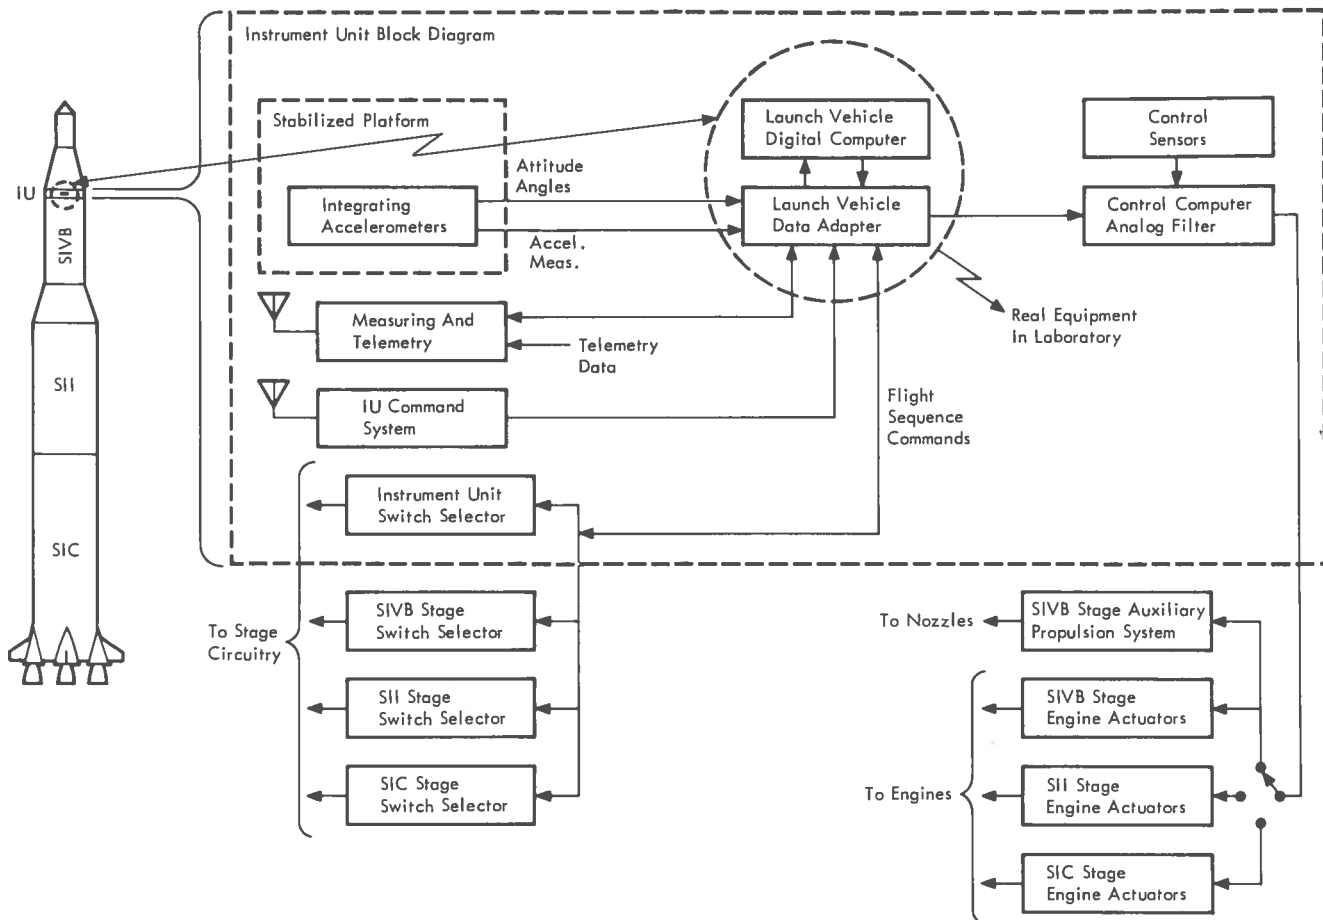 Instrument Unit Block Diagram
Stabilized Platform
Integrating
Accelerometers
Attitude
Angles
Accel.
Meas.
Launch Vehicle
Digital Computer
Launch Vehicle
Data Adapter
Control
Sensors
Control Computer
Analog Filter
Real Equipment
In Laboratory
Measuring And
Telemetry
Telemetry
Data
IU Command
System
Flight
Sequence
Commands
Instrument Unit
Switch Selector
SIVB Stage
Switch Selector
SII Stage
Switch Selector
SIC Stage
Switch Selector
To Stage
Circuitry
To Nozzles
SIVB Stage Auxiliary
Propulsion System
SIVB Stage
Engine Actuators
SII Stage
Engine Actuators
SIC Stage
Engine Actuators
To Engines
IU
SIVB
SII
SIC